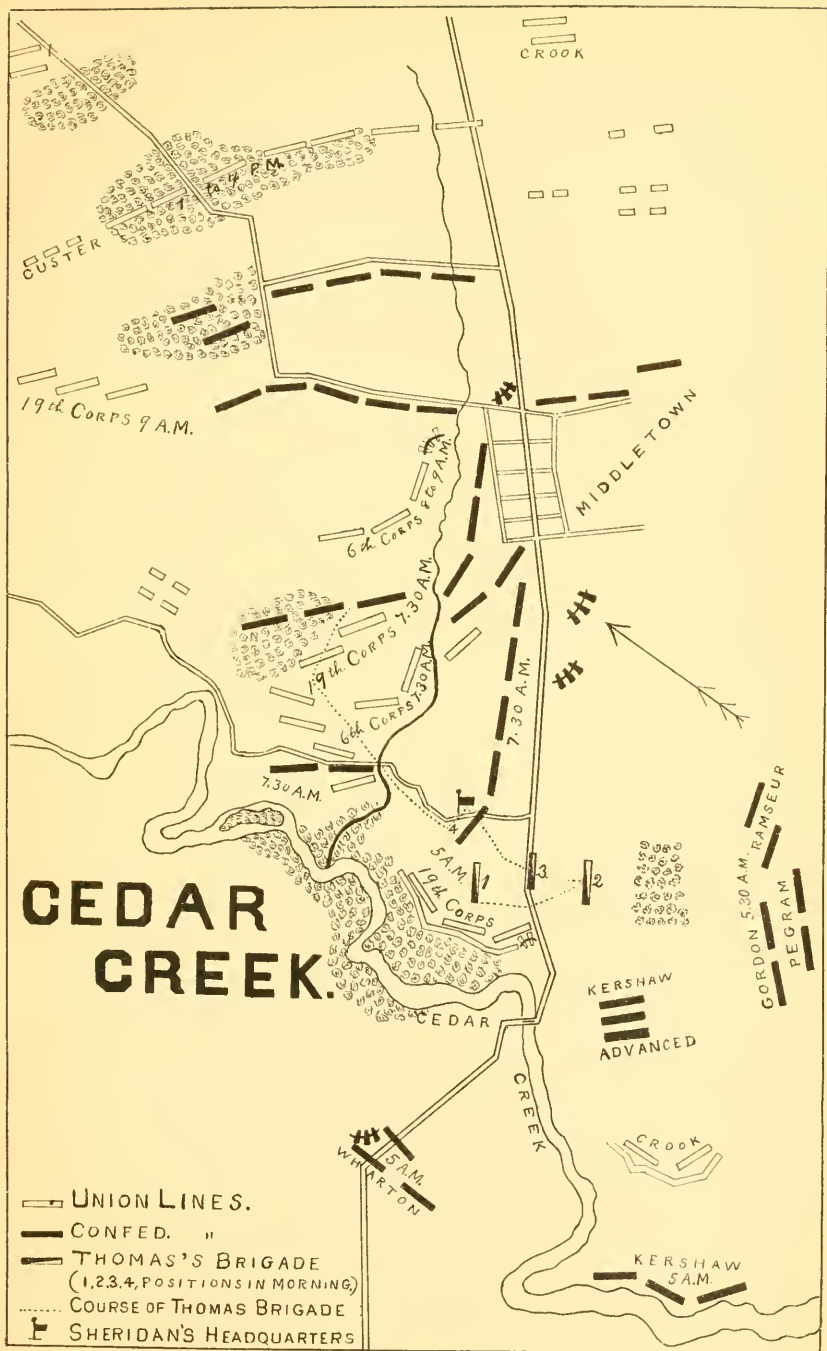 1
CROOK
1 to 4 P.M.
CUSTER
19th CORPS 9 A.M.
MIDDLETOWN
6th CORPS 8 to 9 A.M.
19th CORPS 7.30 A.M.
6th CORPS 7.30 A.M.
7.30 A.M.
7.30 A.M.
4
5 A.M.
19th CORPS
1
3.
2
GORDON 5.30 A.M. RAMSEUR
PEGRAM
KERSHAW
ADVANCED
CEDAR
CREEK.
CEDAR
CREEK
CROOK
WHARTON
5 A.M.
KERSHAW
5 A.M.
UNION LINES.
CONFED. "
THOMAS'S BRIGADE
(1,2.3.4, POSITIONS IN MORNING.)
COURSE OF THOMAS BRIGADE
SHERIDAN'S HEADQUARTERS